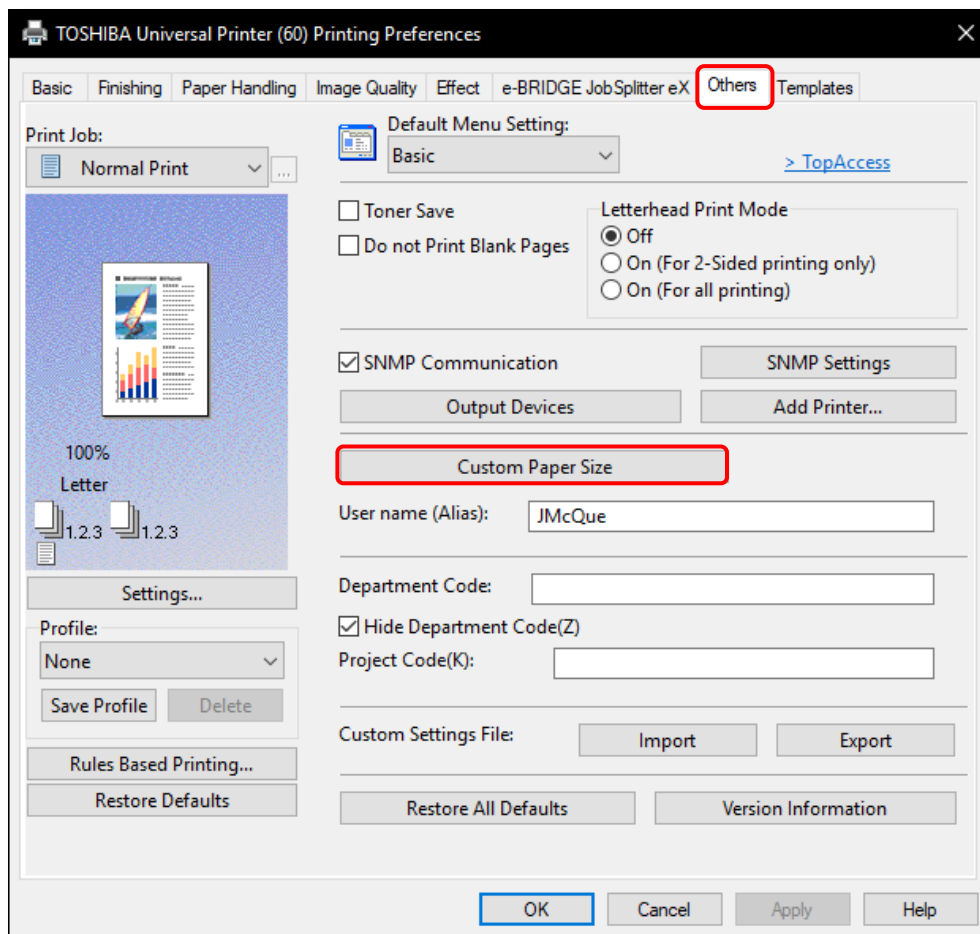 TOSHIBA Universal Printer (60) Printing Preferences
Basic Finishing Paper Handling Image Quality Effect e-BRIDGE JobSplitter eX Others Templates
Print Job:
Normal Print
...
100%
Letter
1.2.3 1.2.3
Settings...
Profile:
None
Save Profile Delete
Rules Based Printing...
Restore Defaults
Default Menu Setting:
Basic
> TopAccess
Toner Save
Do not Print Blank Pages
Letterhead Print Mode
Off
On (For 2-Sided printing only)
On (For all printing)
SNMP Communication SNMP Settings
Output Devices Add Printer...
Custom Paper Size
User name (Alias): JMcQue
Department Code:
Hide Department Code(Z)
Project Code(K):
Custom Settings File: Import Export
Restore All Defaults Version Information
OK Cancel Apply Help